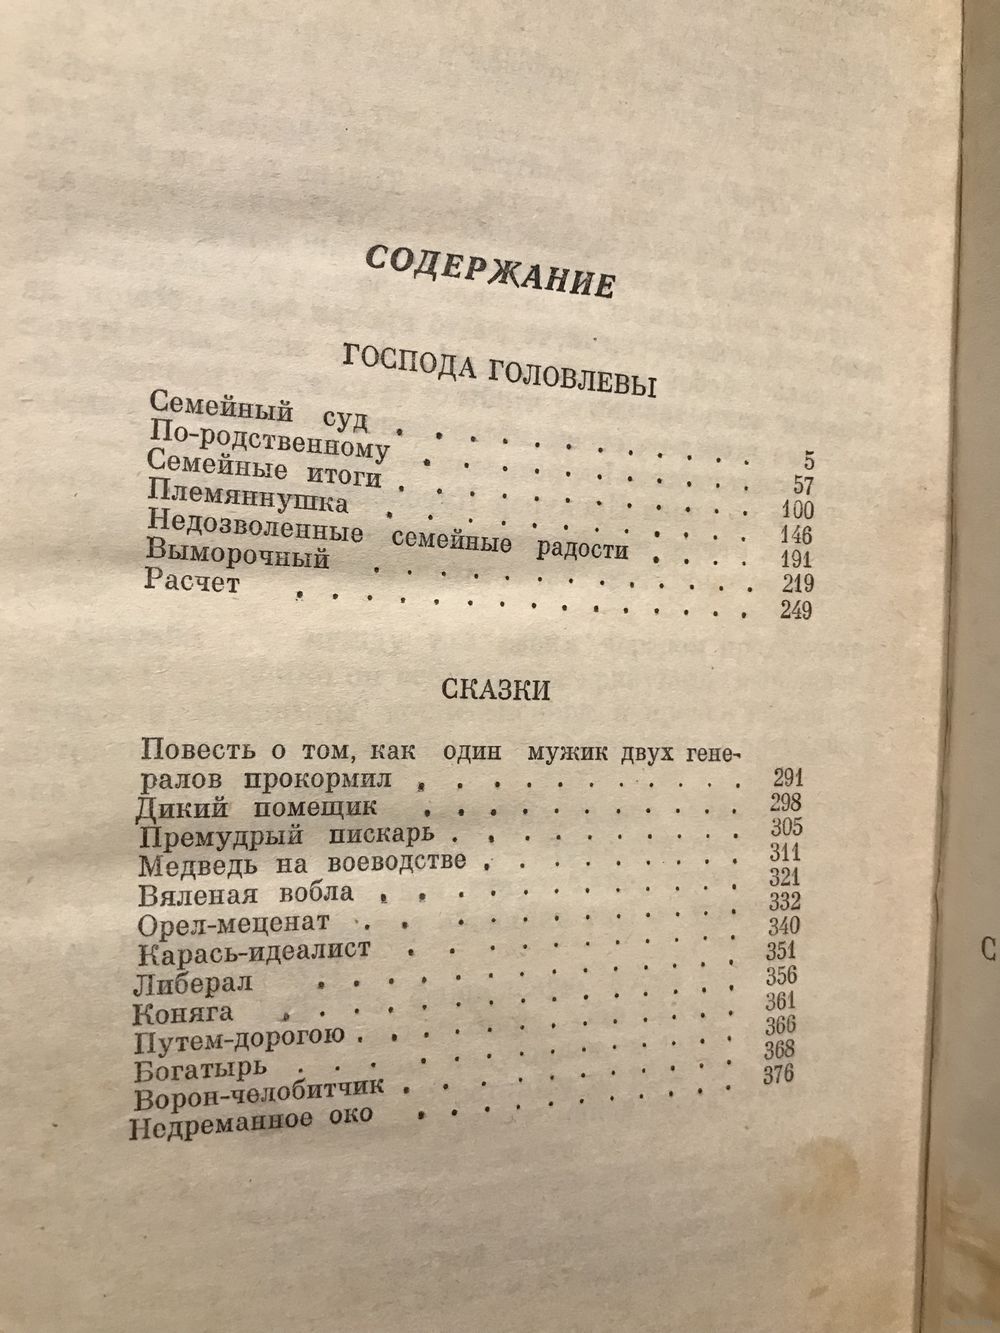 СОДЕРЖАНИЕ
ГОСПОДА ГОЛОВЛЕВЫ
Семейный суд . . . . . . . . . . . 5
По-родственному . . . . . . . . . . 57
Семейные итоги . . . . . . . . . . . 100
Племяннушка . . . . . . . . . . . 146
Недозволенные семейные радости . . . . 191
Выморочный . . . . . . . . . . . . 219
Расчет . . . . . . . . . . . . . . 249
СКАЗКИ
Повесть о том, как один мужик двух гене-
ралов прокормил . . . . . . . . . . 291
Дикий помещик . . . . . . . . . . 298
Премудрый пискарь . . . . . . . . . 305
Медведь на воеводстве . . . . . . . . 311
Вяленая вобла . . . . . . . . . . 321
Орел-меценат . . . . . . . . . . . 332
Карась-идеалист . . . . . . . . . . 340
Либерал . . . . . . . . . . . . . 351
Коняга . . . . . . . . . . . . . . 356
Путем-дорогою . . . . . . . . . . . 361
Богатырь . . . . . . . . . . . . . 366
Ворон-челобитчик . . . . . . . . . . 368
Недреманное око . . . . . . . . . . 376
С